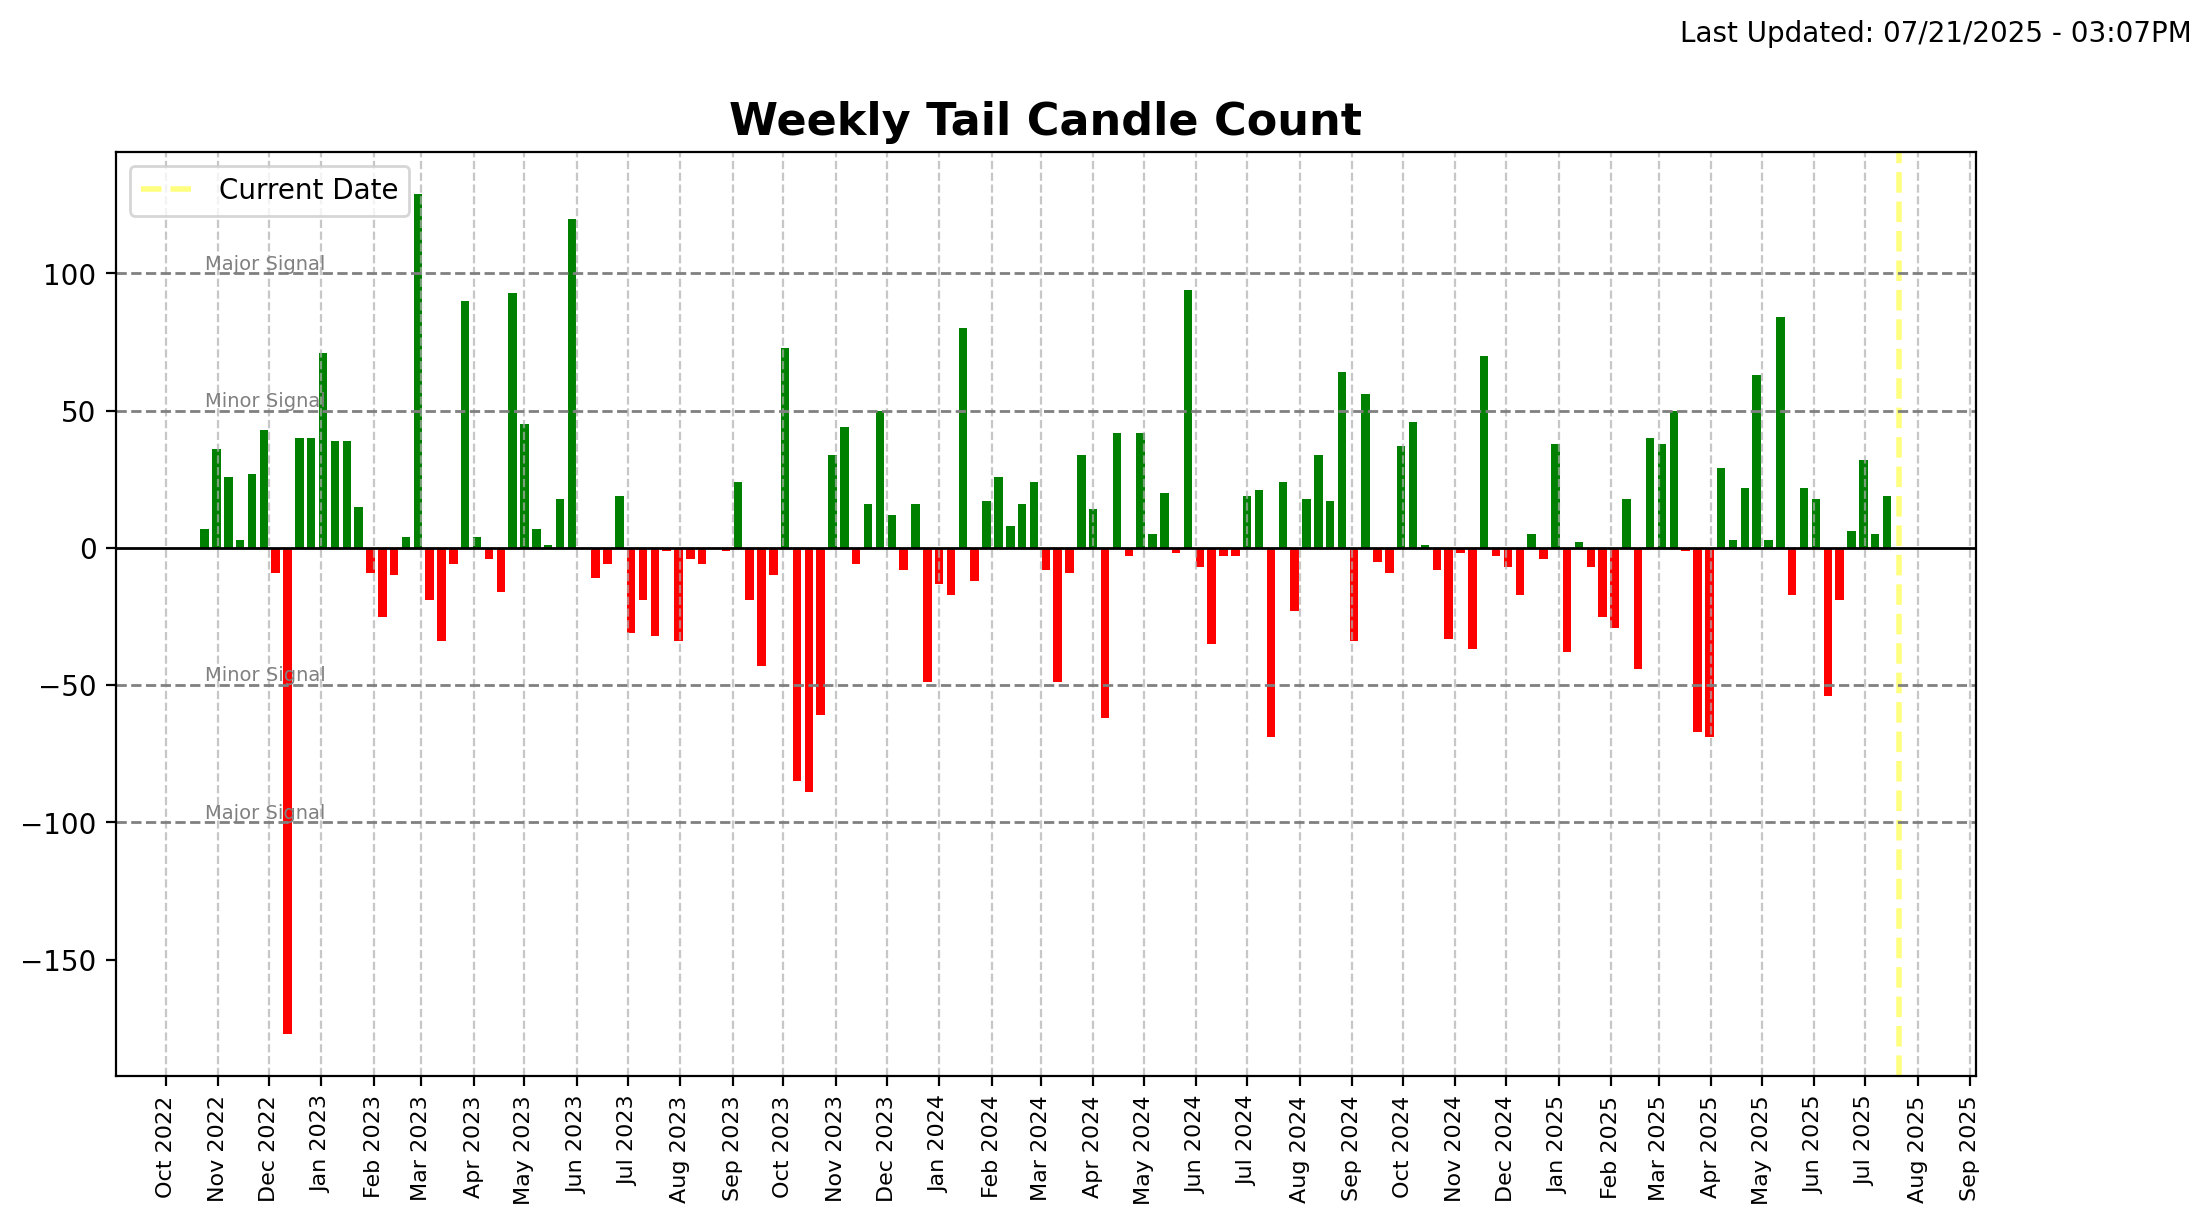 Last Updated: 07/21/2025 - 03:07PM
Weekly Tail Candle Count
Current Date
Major Signal
100
Minor Signal
50
0
Minor Signal
−50
Major Signal
−100
−150
Oct 2022
Nov 2022
Dec 2022
Jan 2023
Feb 2023
Mar 2023
Apr 2023
May 2023
Jun 2023
Jul 2023
Aug 2023
Sep 2023
Oct 2023
Nov 2023
Dec 2023
Jan 2024
Feb 2024
Mar 2024
Apr 2024
May 2024
Jun 2024
Jul 2024
Aug 2024
Sep 2024
Oct 2024
Nov 2024
Dec 2024
Jan 2025
Feb 2025
Mar 2025
Apr 2025
May 2025
Jun 2025
Jul 2025
Aug 2025
Sep 2025